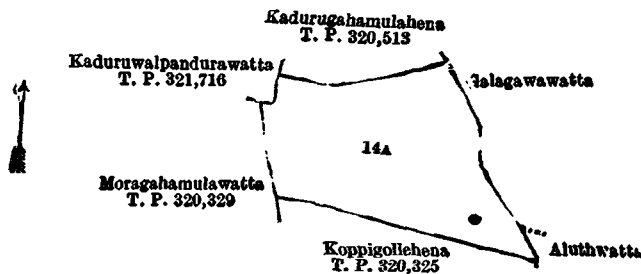 Kadurugahamulahena
T. P. 320,513
Kaduruwalpandurawatta
T. P. 321,716
14A
Moragahamulawatta
T. P. 320,329
Koppigollehena
T. P. 320,325
Aluthwatta